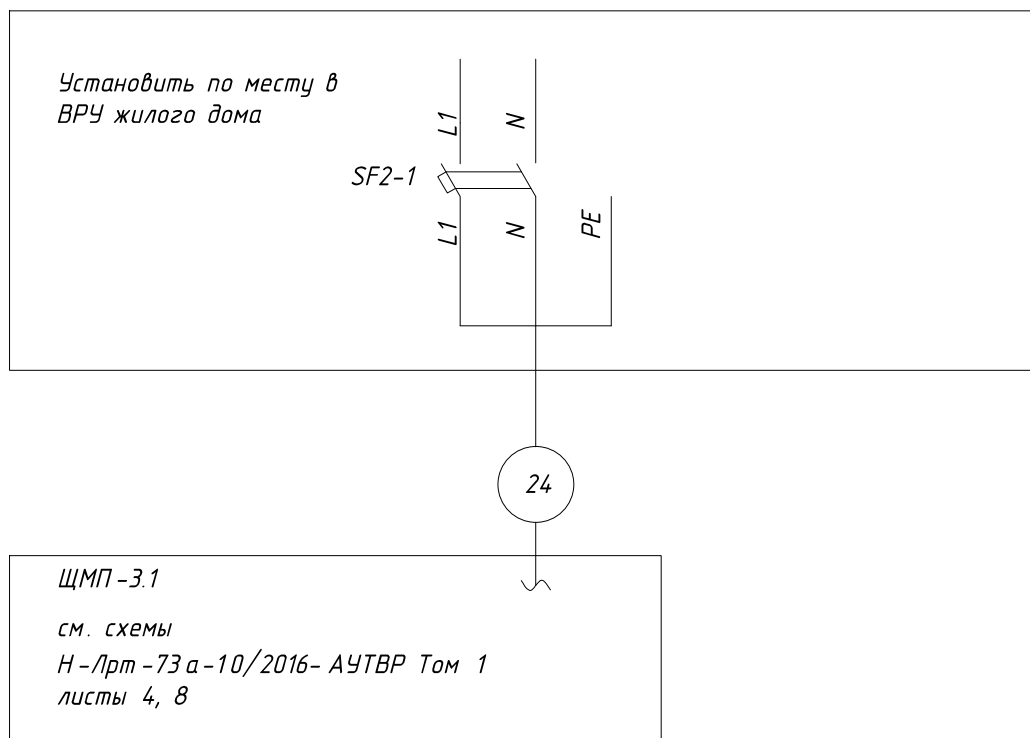 Установить по месту в
ВРУ жилого дома
L1
N
SF2-1
L1
N
PE
24
ЩМП-3.1
см. схемы
Н-Лрт-73а-10/2016-АУТВР Том 1
листы 4, 8